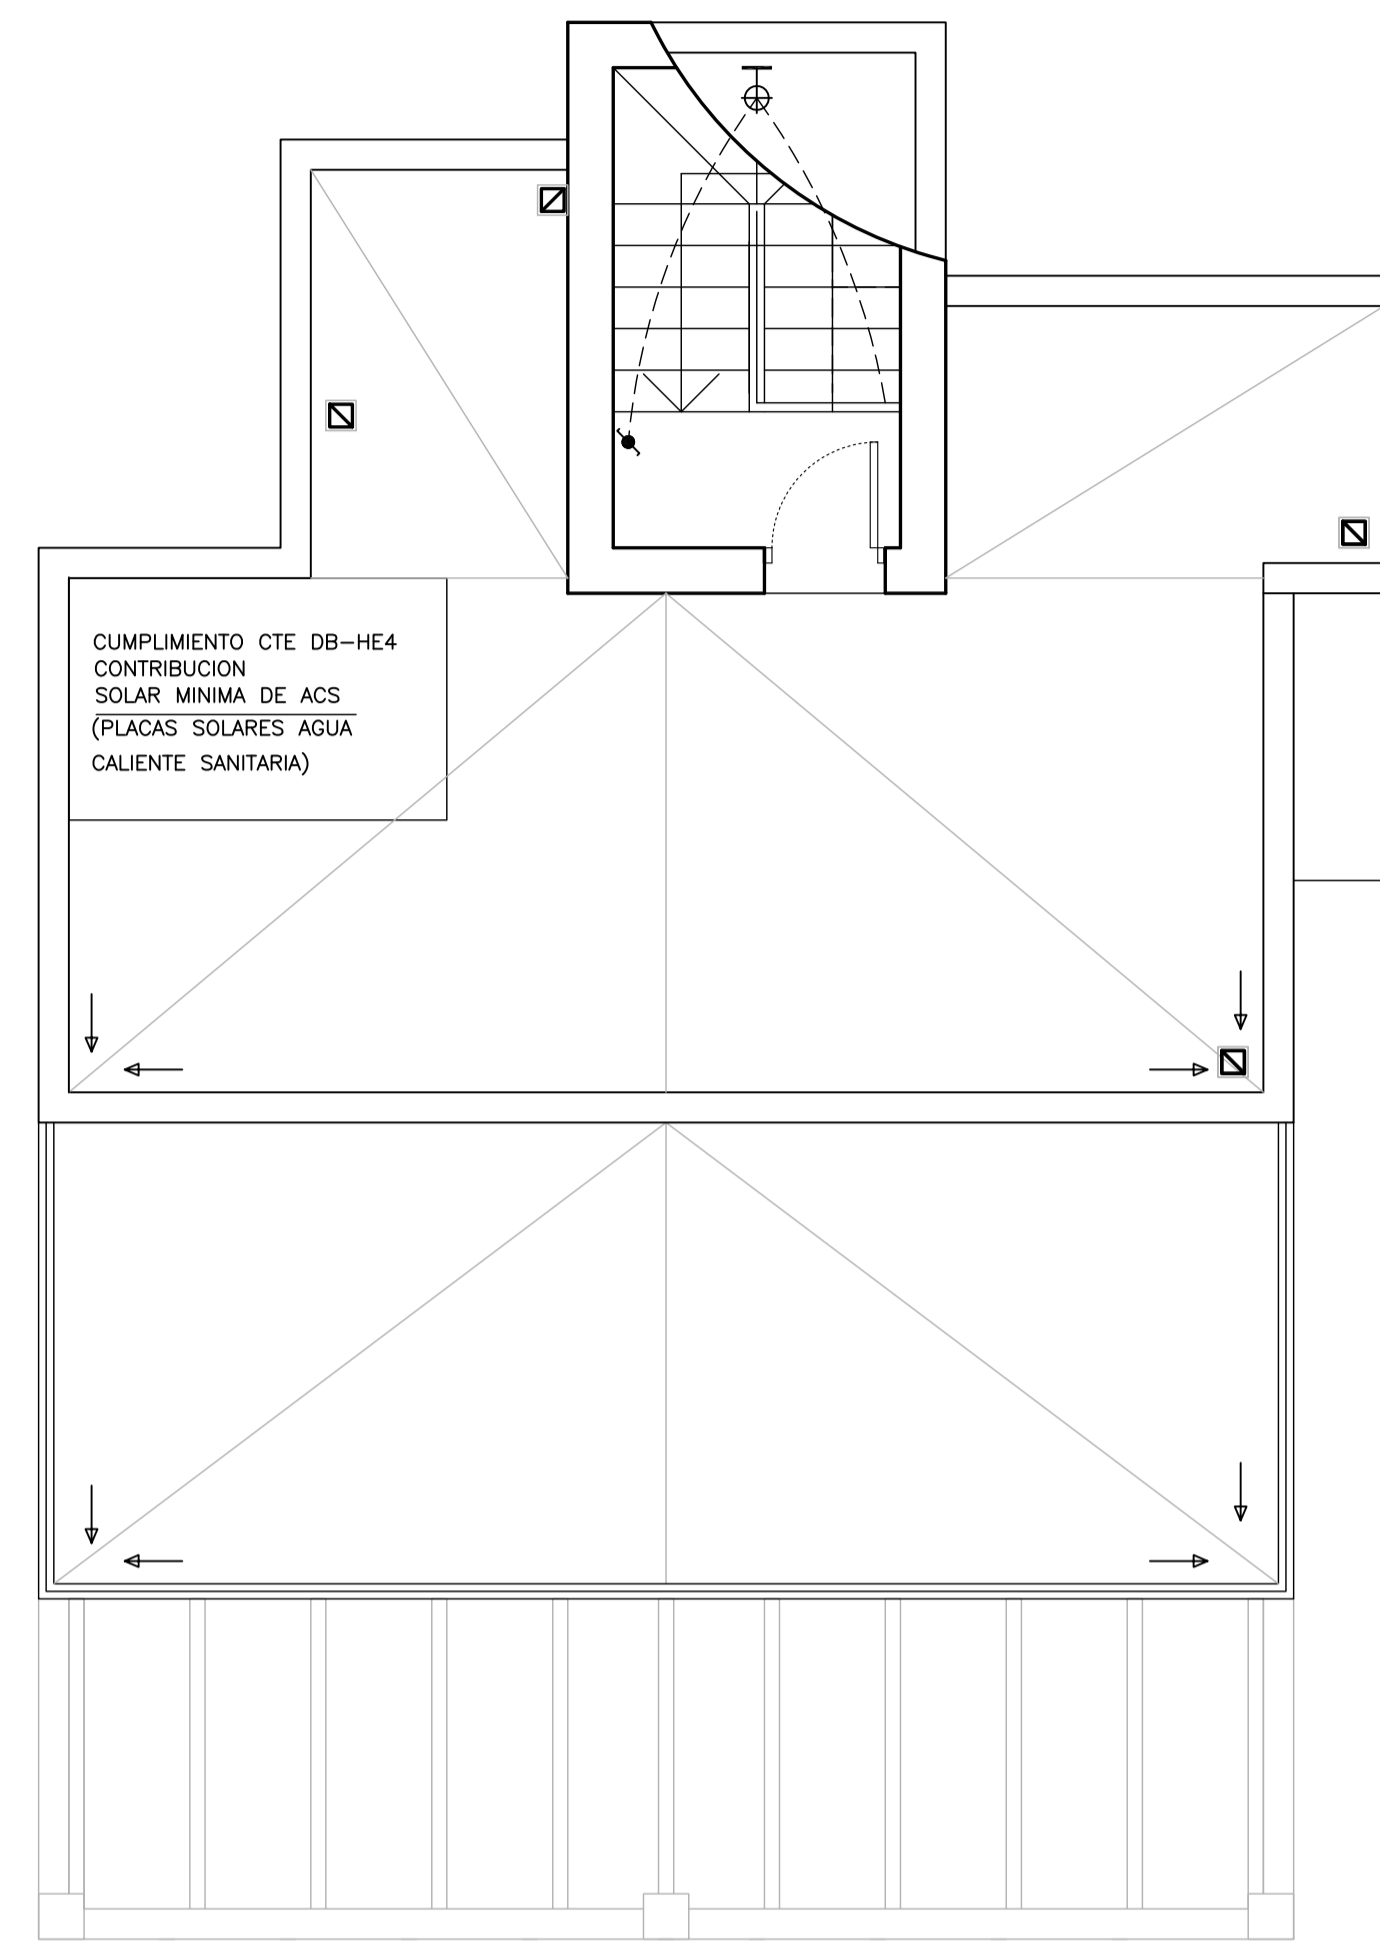 CUMPLIMIENTO CTE DB-HE4
CONTRIBUCION
SOLAR MINIMA DE ACS
(PLACAS SOLARES AGUA
CALIENTE SANITARIA)